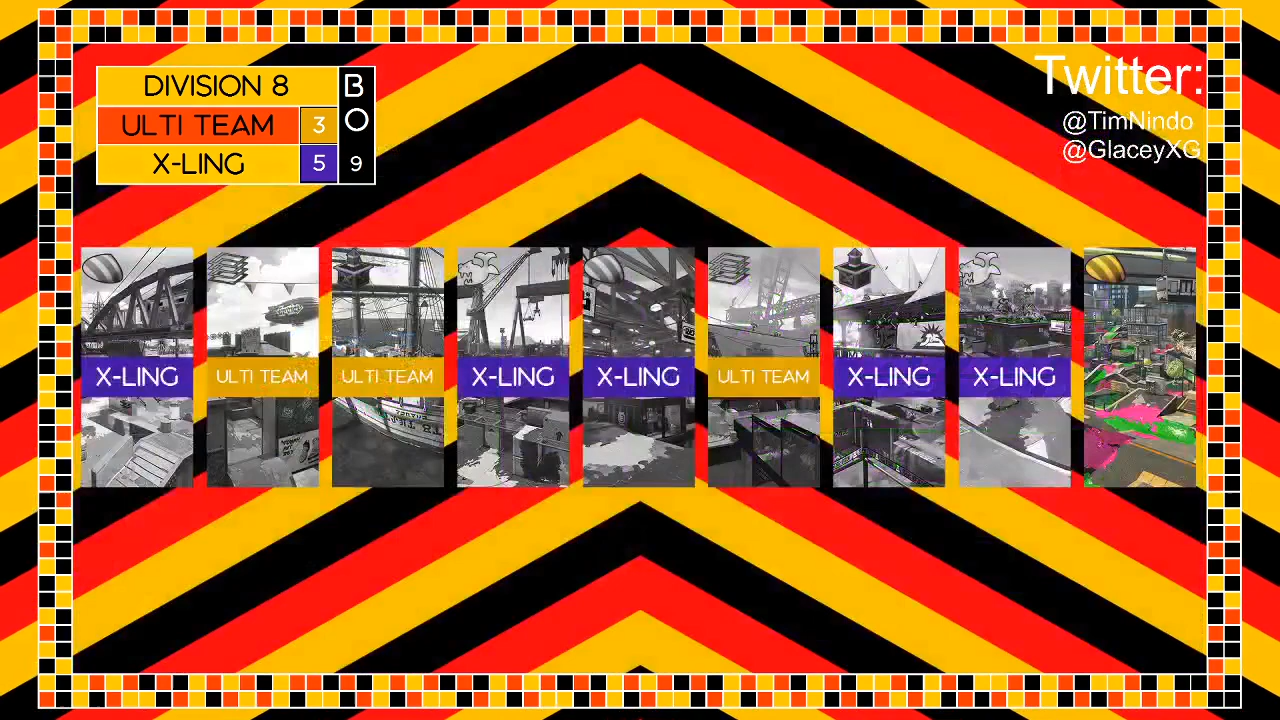 DIVISION 8
ULTI TEAM 3
X-LING 5
BO9
Twitter:
@TimNindo
@GlaceyXG
X-LING
ULTI TEAM
ULTI TEAM
X-LING
X-LING
ULTI TEAM
X-LING
X-LING